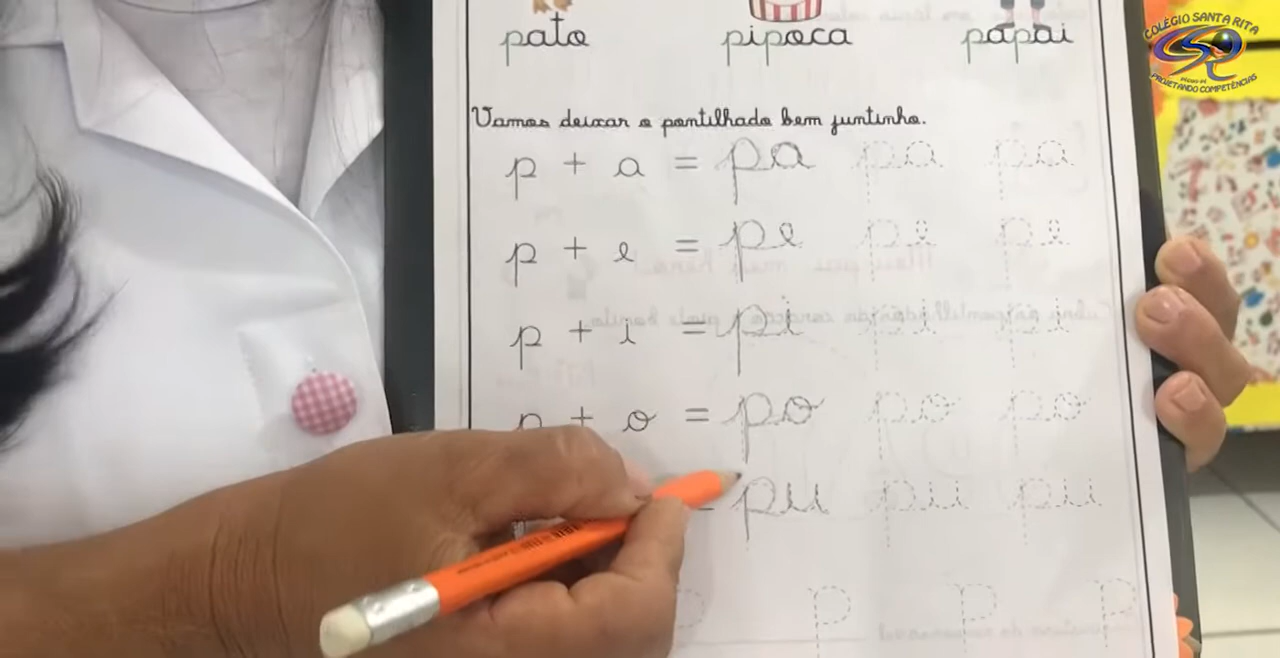 COLÉGIO SANTA RITA
PROJETANDO COMPETÊNCIAS
pato pipoca papai
Vamos deixar o pontilhado bem juntinho.
p + a = pa pa pa
p + e = pe pe pe
p + i = pi pi pi
p + o = po po po
pu pu pu
p p p p